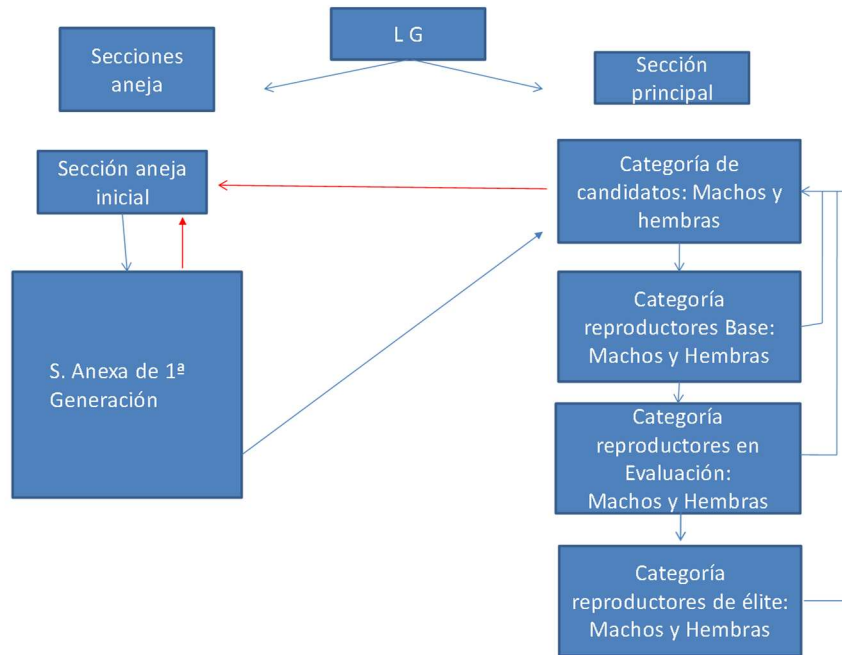 L G
Secciones
aneja
Sección
principal
Sección aneja
inicial
Categoría de
candidatos: Machos y
hembras
S. Anexa de 1ª
Generación
Categoría
reproductores Base:
Machos y Hembras
Categoría
reproductores en
Evaluación:
Machos y Hembras
Categoría
reproductores de élite:
Machos y Hembras